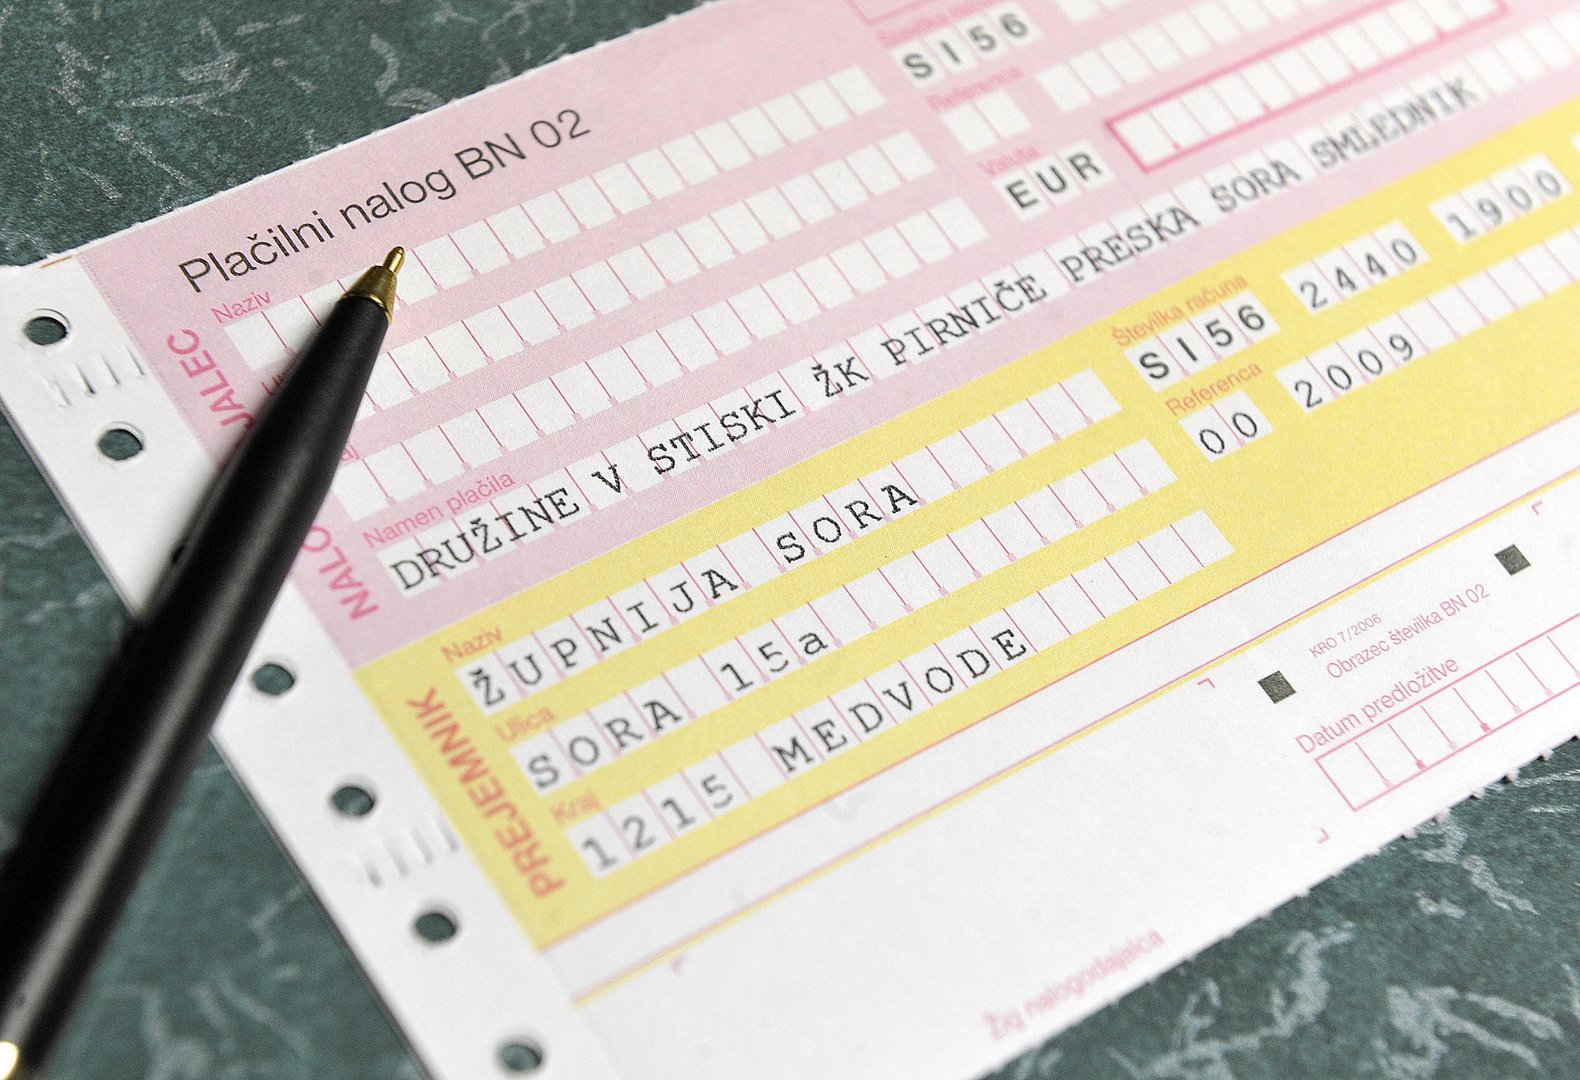 Plačilni nalog BN 02
Naziv
Številka računa
SI56
Referenca
Valuta
EUR
Namen plačila
DRUŽINE V STISKI ŽK PIRNIČE PRESKA SORA SMLEDNIK
PREJEMNIK
Naziv
ŽUPNIJA SORA
Ulica
SORA 15a
Kraj
1215 MEDVODE
Številka računa
SI56 2440 1900
Referenca
00 2009
KRO 7/2006
Obrazec številka BN 02
Datum predložitve
Žig nalogodajalca